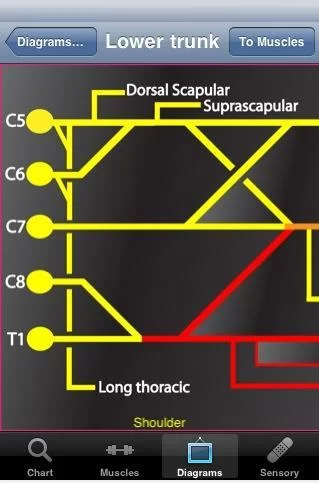 Diagrams...
Lower trunk
To Muscles
Dorsal Scapular
Suprascapular
C5
C6
C7
C8
T1
Long thoracic
Shoulder
Chart
Muscles
Diagrams
Sensory